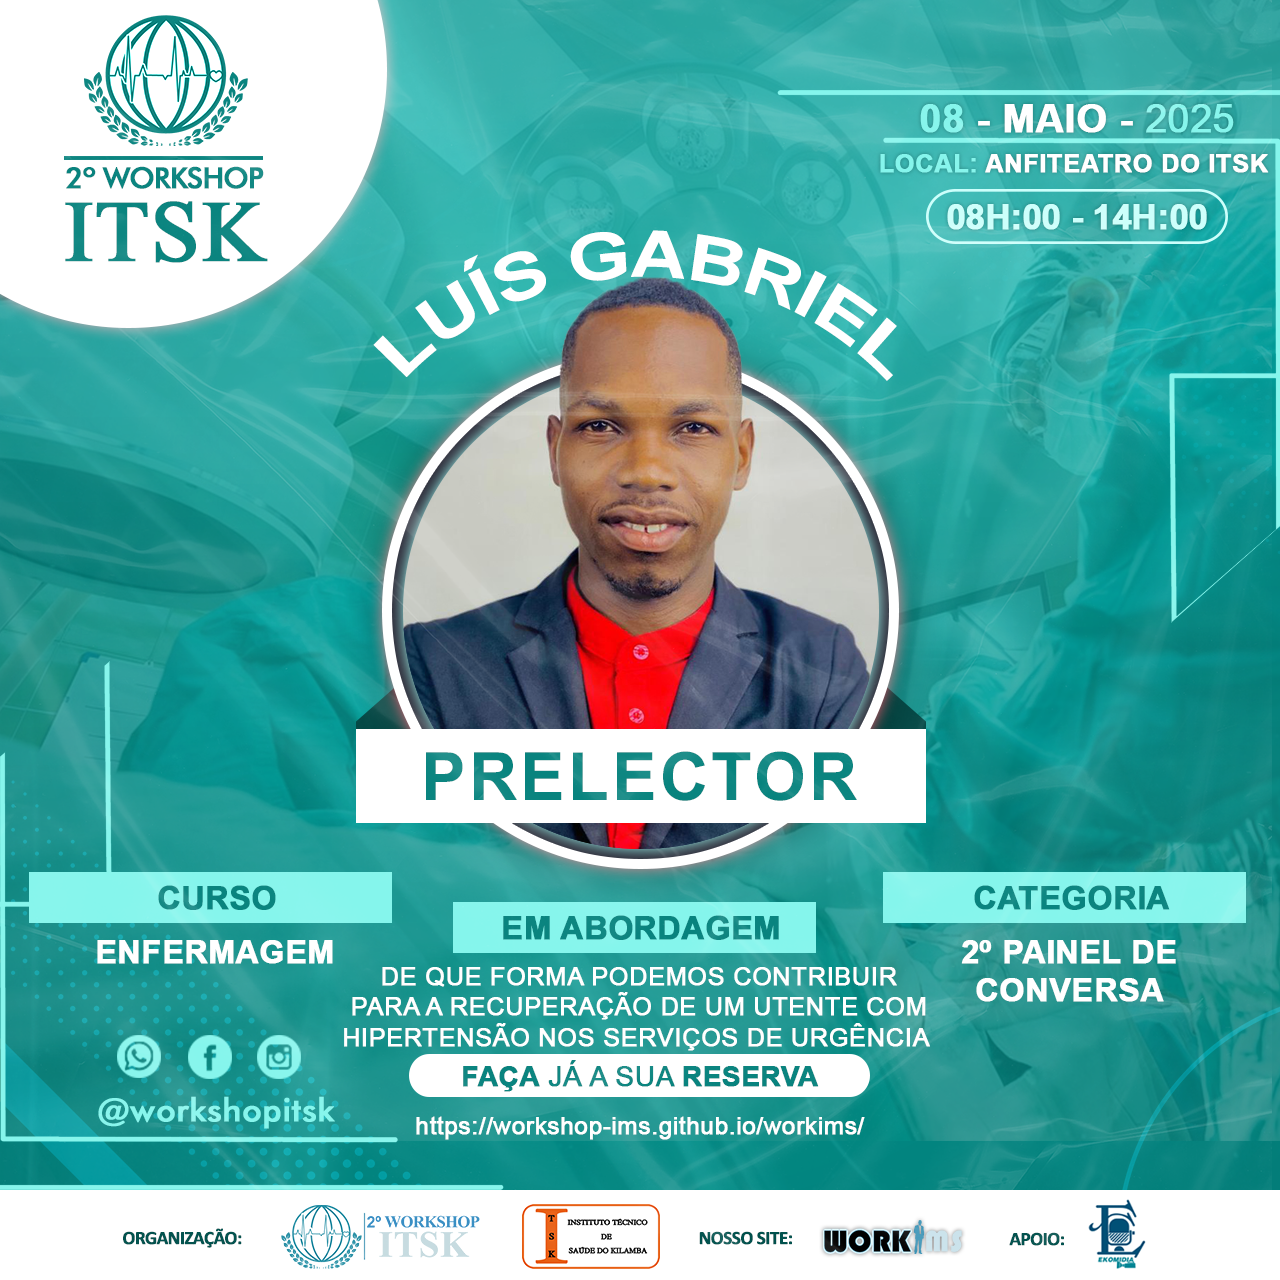 2º WORKSHOP
ITSK
08 - MAIO - 2025
LOCAL: ANFITEATRO DO ITSK
08H:00 - 14H:00
LUÍS GABRIEL
PRELECTOR
CURSO
ENFERMAGEM
EM ABORDAGEM
DE QUE FORMA PODEMOS CONTRIBUIR
PARA A RECUPERAÇÃO DE UM UTENTE COM
HIPERTENSÃO NOS SERVIÇOS DE URGÊNCIA
CATEGORIA
2º PAINEL DE
CONVERSA
@workshopitsk
FAÇA JÁ A SUA RESERVA
https://workshop-ims.github.io/workims/
ORGANIZAÇÃO:
2º WORKSHOP
ITSK
ITSK
INSTITUTO TÉCNICO
DE
SAÚDE DO KILAMBA
NOSSO SITE:
WORKIMS
APOIO:
EKOMIDIA